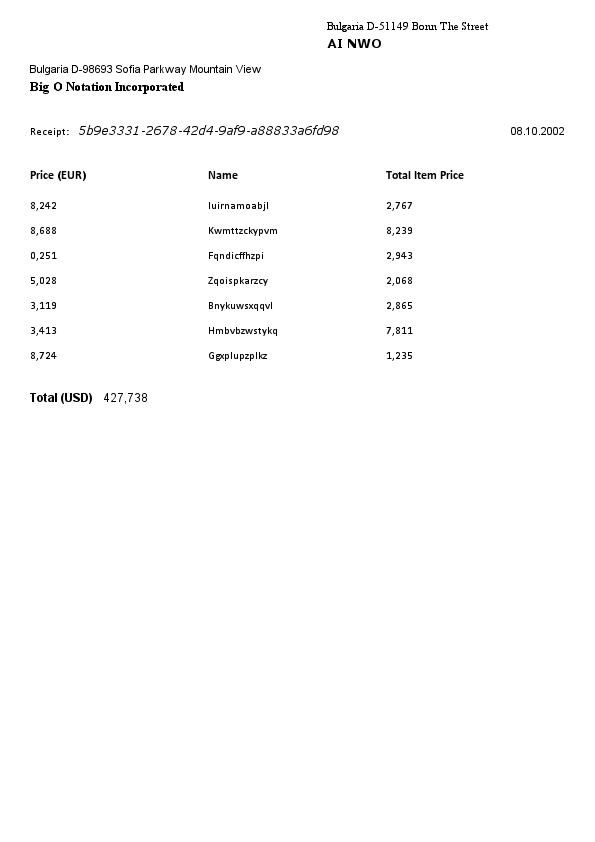 Bulgaria D-51149 Bonn The Street
AI NWO
Bulgaria D-98693 Sofia Parkway Mountain View
Big O Notation Incorporated
Receipt: 5b9e3331-2678-42d4-9af9-a88833a6fd98 08.10.2002
Price (EUR) Name Total Item Price
8,242 Iuirnamoabjl 2,767
8,688 Kwmttzckypvm 8,239
0,251 Fqndicffhzpi 2,943
5,028 Zqoispkarzcy 2,068
3,119 Bnykuwsxqqvl 2,865
3,413 Hmbvbzwstykq 7,811
8,724 Ggxplupzplkz 1,235
Total (USD) 427,738